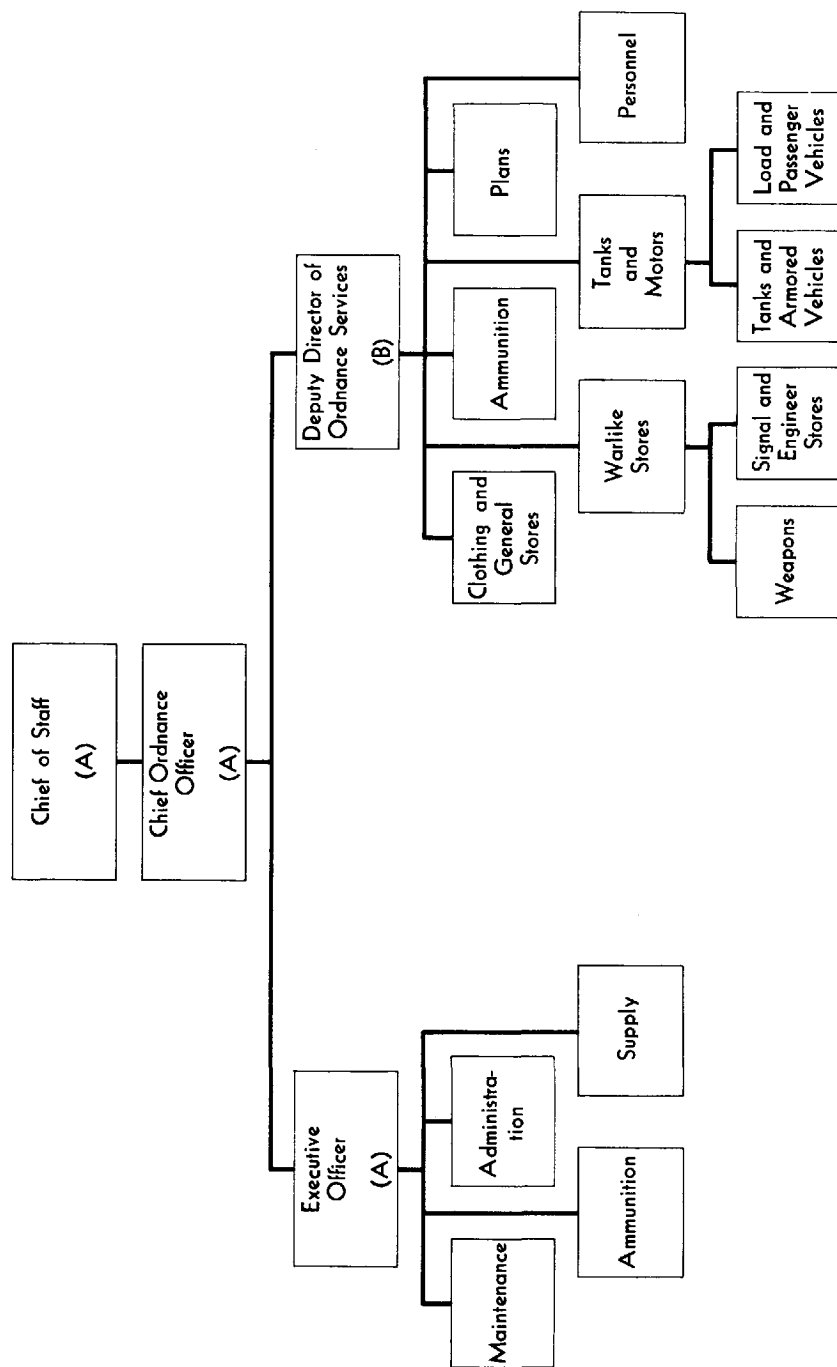 Chief of Staff
(A)
Chief Ordnance
Officer
(A)
Executive
Officer
(A)
Deputy Director of
Ordnance Services
(B)
Maintenance
Administra-
tion
Clothing and
General
Stores
Ammunition
Plans
Ammunition
Supply
Warlike
Stores
Tanks
and
Motors
Personnel
Weapons
Signal and
Engineer
Stores
Tanks and
Armored
Vehicles
Load and
Passenger
Vehicles